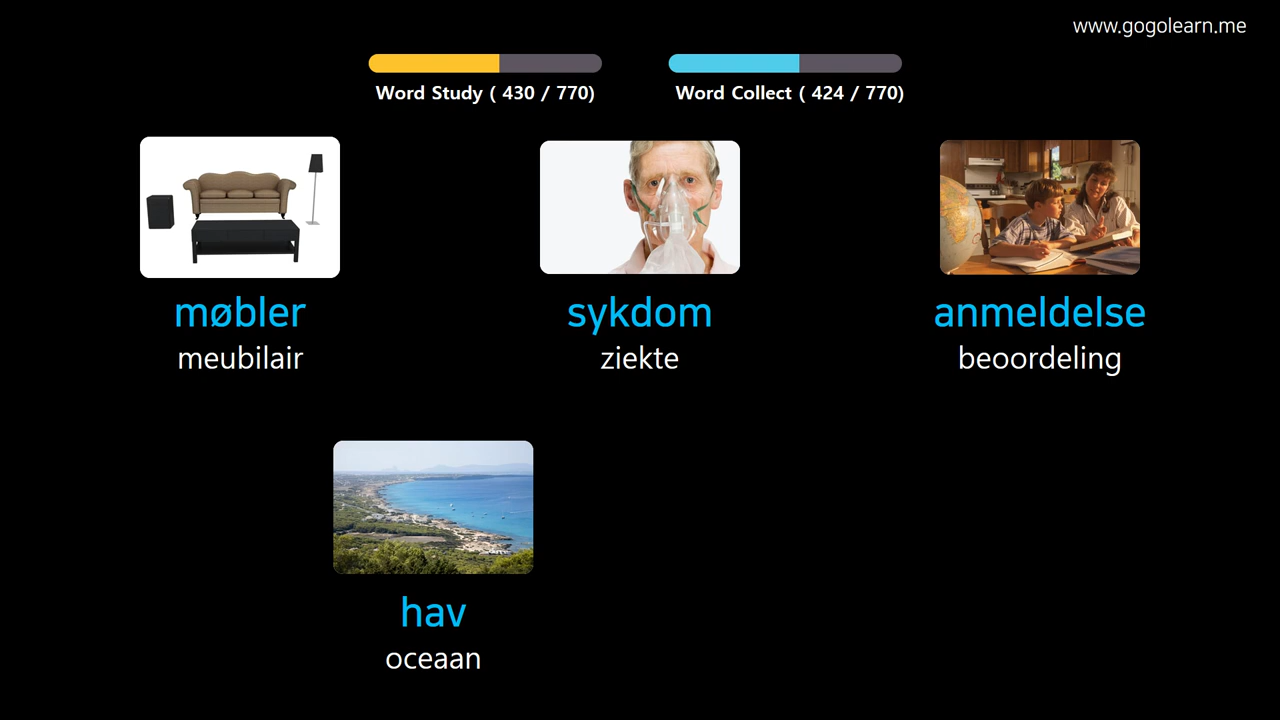 www.gogolearn.me
Word Study ( 430 / 770)
Word Collect ( 424 / 770)
møbler
meubilair
sykdom
ziekte
anmeldelse
beoordeling
hav
oceaan